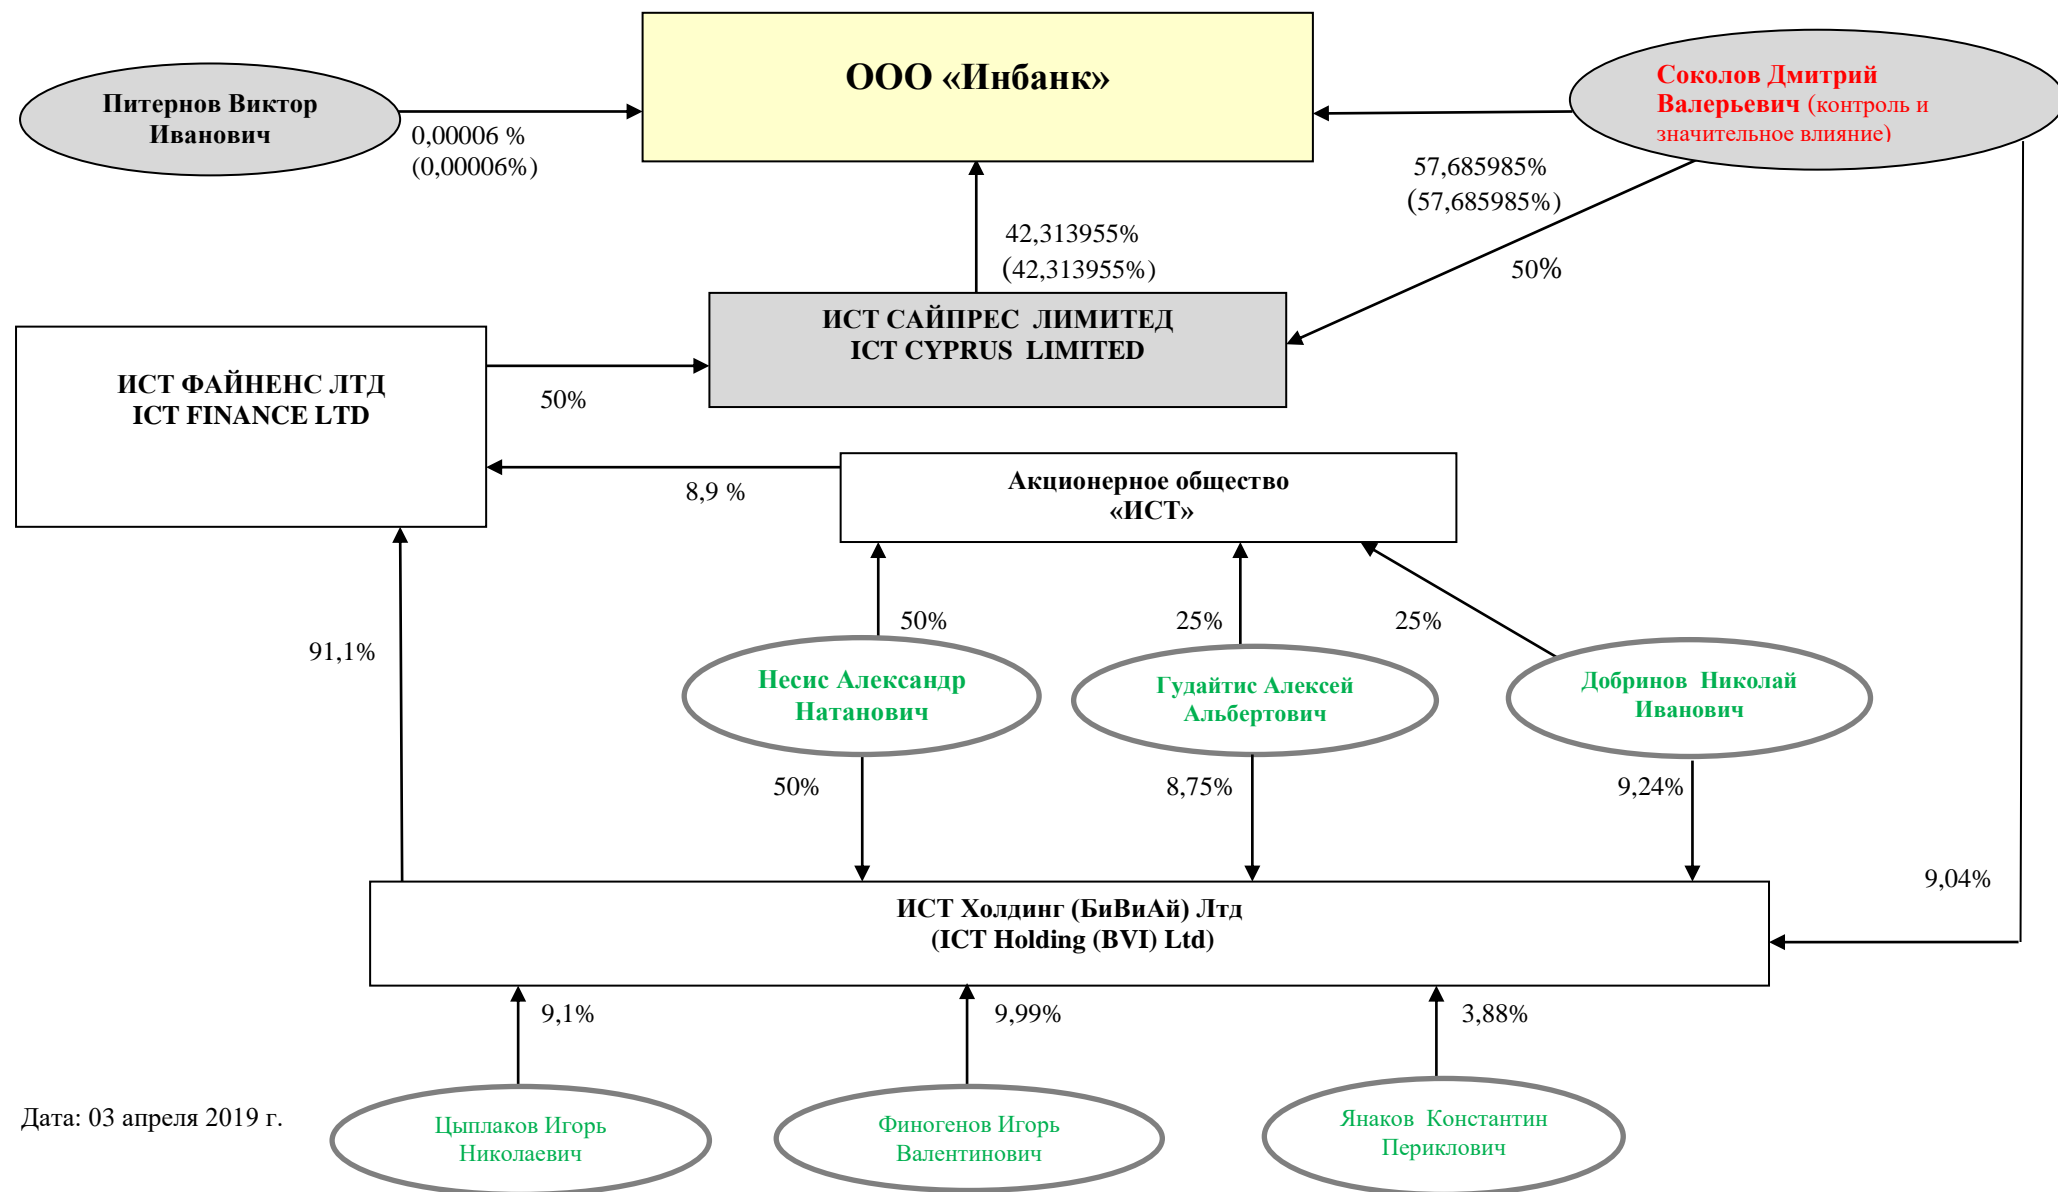 ООО «Инбанк»
Питернов Виктор
Иванович
Соколов Дмитрий
Валерьевич (контроль и
значительное влияние)
0,00006 %
(0,00006%)
57,685985%
(57,685985%)
42,313955%
(42,313955%)
50%
ИСТ САЙПРЕС ЛИМИТЕД
ICT CYPRUS LIMITED
ИСТ ФАЙНЕНС ЛТД
ICT FINANCE LTD
50%
Акционерное общество
«ИСТ»
8,9 %
50%
25%
25%
91,1%
Несис Александр
Натанович
Гудайтис Алексей
Альбертович
Добринов Николай
Иванович
50%
8,75%
9,24%
9,04%
ИСТ Холдинг (БиВиАй) Лтд
(ICT Holding (BVI) Ltd)
9,1%
9,99%
3,88%
Дата: 03 апреля 2019 г.
Цыплаков Игорь
Николаевич
Финогенов Игорь
Валентинович
Янаков Константин
Периклович